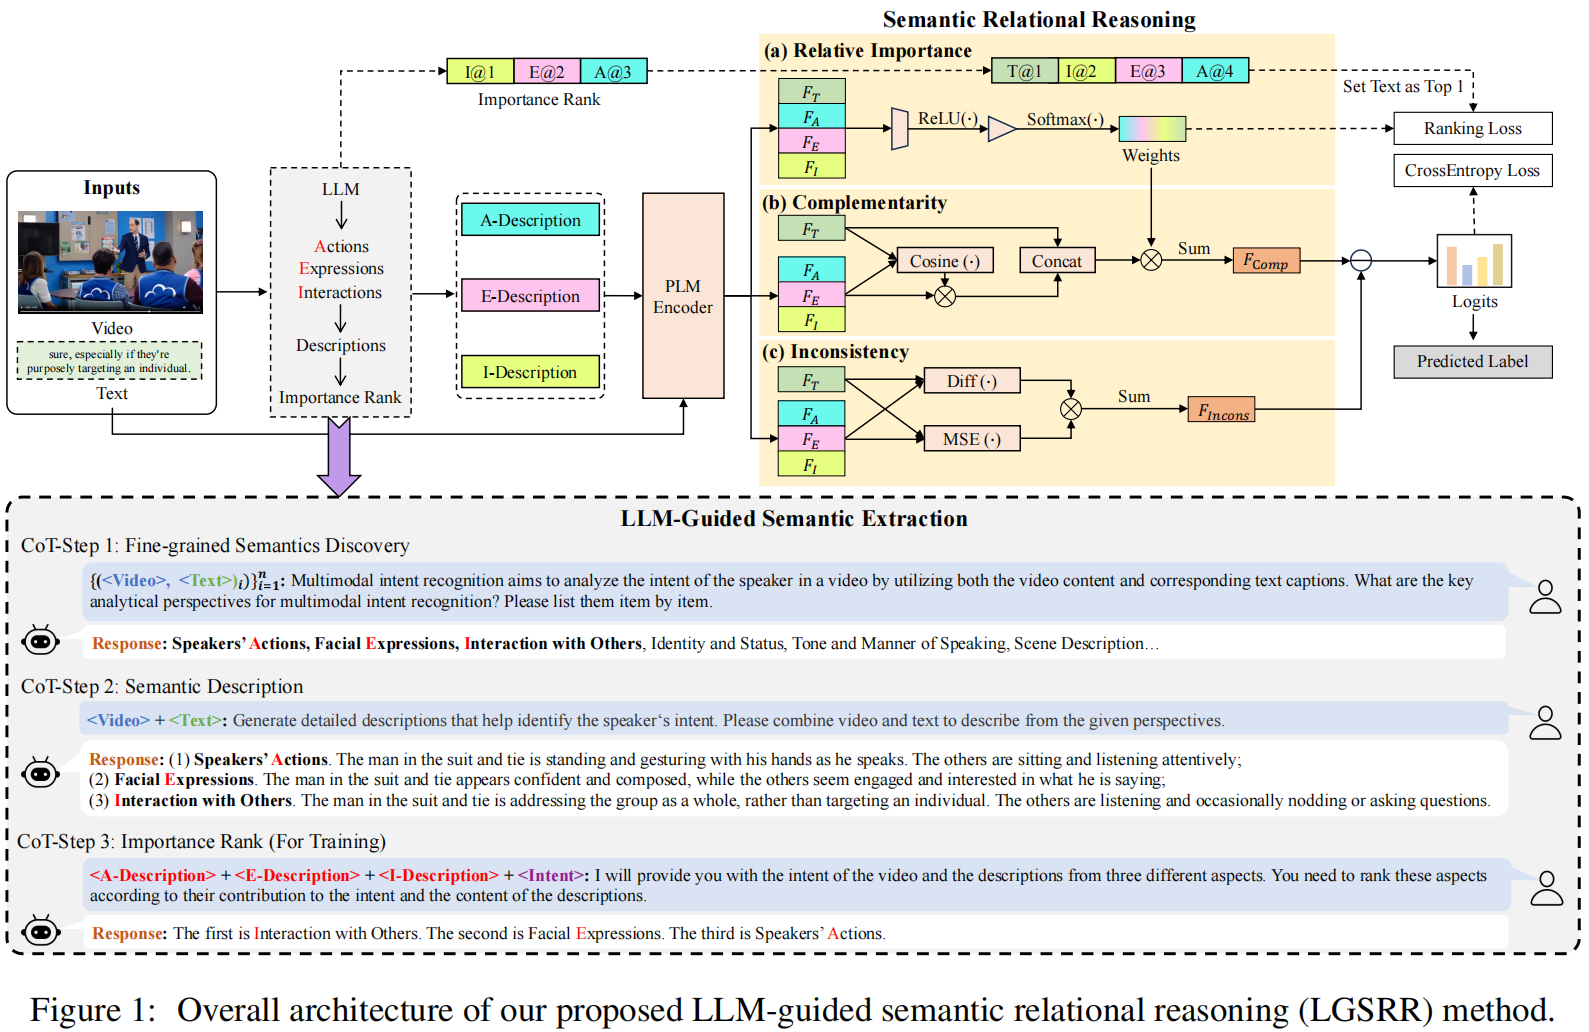 Semantic Relational Reasoning
(a) Relative Importance
I@1 E@2 A@3
Importance Rank
T@1 I@2 E@3 A@4
Set Text as Top 1
F_T
F_A
F_E
F_I
ReLU(·)
Softmax(·)
Weights
Ranking Loss
CrossEntropy Loss
Inputs
Video
sure, especially if they're
purposely targeting an individual.
Text
LLM
Actions
Expressions
Interactions
Descriptions
Importance Rank
A-Description
E-Description
I-Description
PLM
Encoder
(b) Complementarity
F_T
F_A
F_E
F_I
Cosine (·)
Concat
Sum
F_Comp
Logits
Predicted Label
(c) Inconsistency
F_T
F_A
F_E
F_I
Diff (·)
MSE (·)
Sum
F_Incons
LLM-Guided Semantic Extraction
CoT-Step 1: Fine-grained Semantics Discovery
{(<Video>, <Text>)_i)}_{i=1}^n: Multimodal intent recognition aims to analyze the intent of the speaker in a video by utilizing both the video content and corresponding text captions. What are the key
analytical perspectives for multimodal intent recognition? Please list them item by item.
Response: Speakers' Actions, Facial Expressions, Interaction with Others, Identity and Status, Tone and Manner of Speaking, Scene Description…
CoT-Step 2: Semantic Description
<Video> + <Text>: Generate detailed descriptions that help identify the speaker‘s intent. Please combine video and text to describe from the given perspectives.
Response: (1) Speakers' Actions. The man in the suit and tie is standing and gesturing with his hands as he speaks. The others are sitting and listening attentively;
(2) Facial Expressions. The man in the suit and tie appears confident and composed, while the others seem engaged and interested in what he is saying;
(3) Interaction with Others. The man in the suit and tie is addressing the group as a whole, rather than targeting an individual. The others are listening and occasionally nodding or asking questions.
CoT-Step 3: Importance Rank (For Training)
<A-Description> + <E-Description> + <I-Description> + <Intent>: I will provide you with the intent of the video and the descriptions from three different aspects. You need to rank these aspects
according to their contribution to the intent and the content of the descriptions.
Response: The first is Interaction with Others. The second is Facial Expressions. The third is Speakers' Actions.
Figure 1: Overall architecture of our proposed LLM-guided semantic relational reasoning (LGSRR) method.